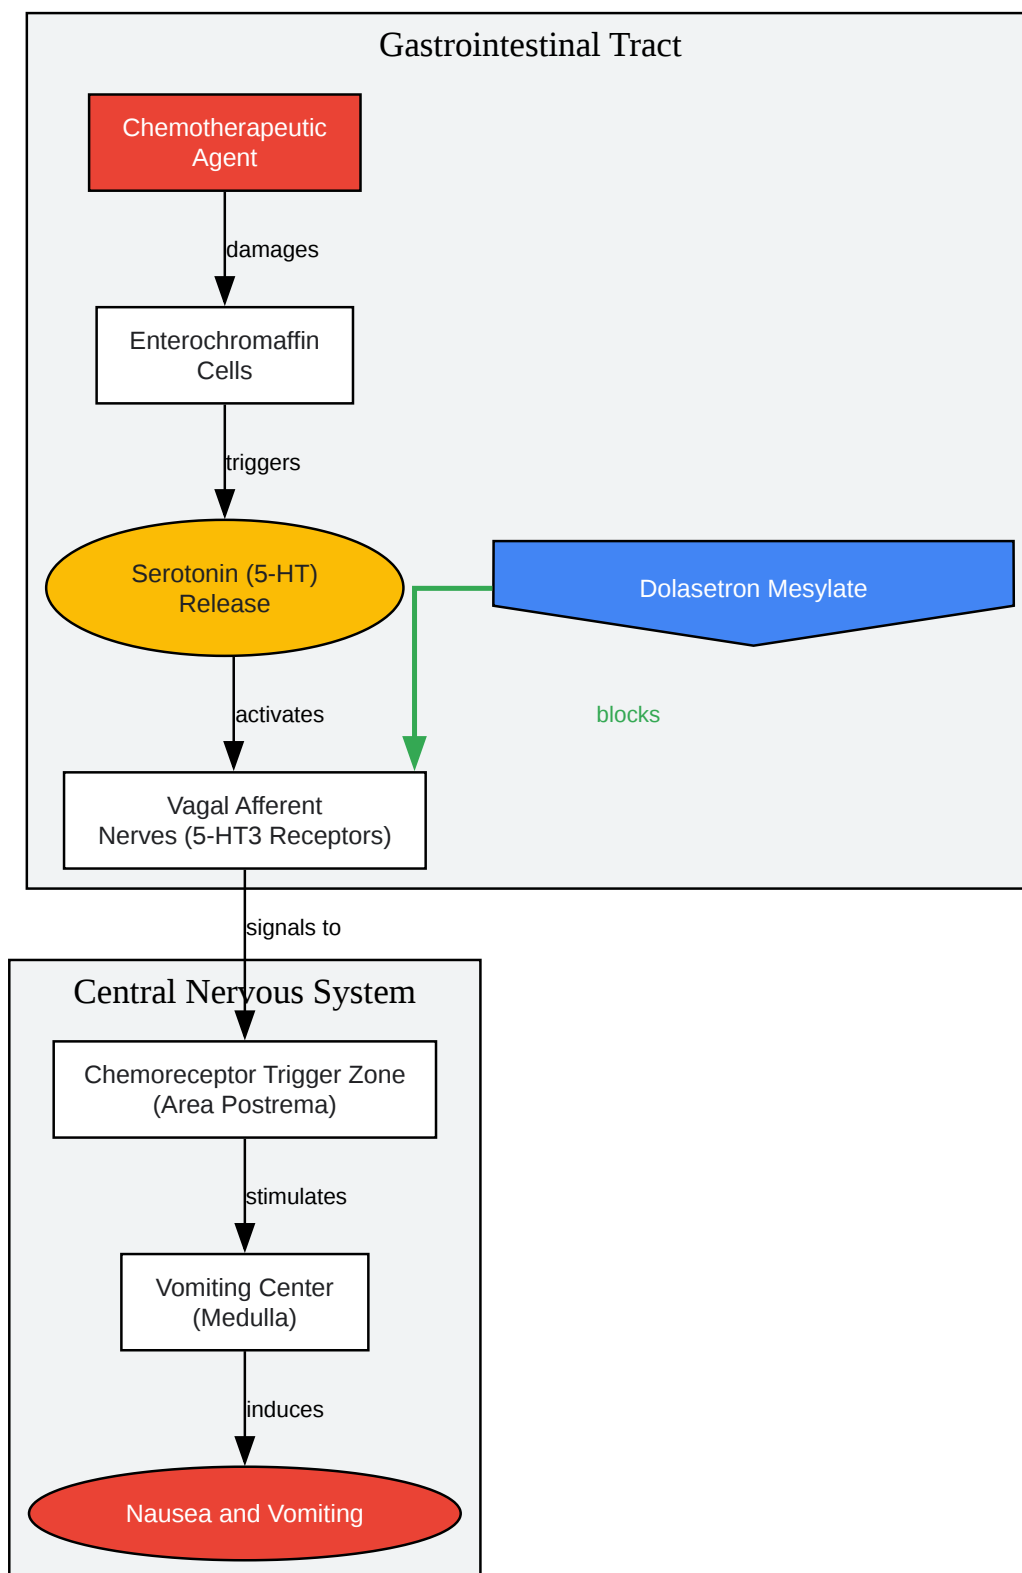 Gastrointestinal Tract
Chemotherapeutic
Agent
damages
Enterochromaffin
Cells
triggers
Serotonin (5-HT)
Release
Dolasetron Mesylate
activates
blocks
Vagal Afferent
Nerves (5-HT3 Receptors)
signals to
Central Nervous System
Chemoreceptor Trigger Zone
(Area Postrema)
stimulates
Vomiting Center
(Medulla)
induces
Nausea and Vomiting